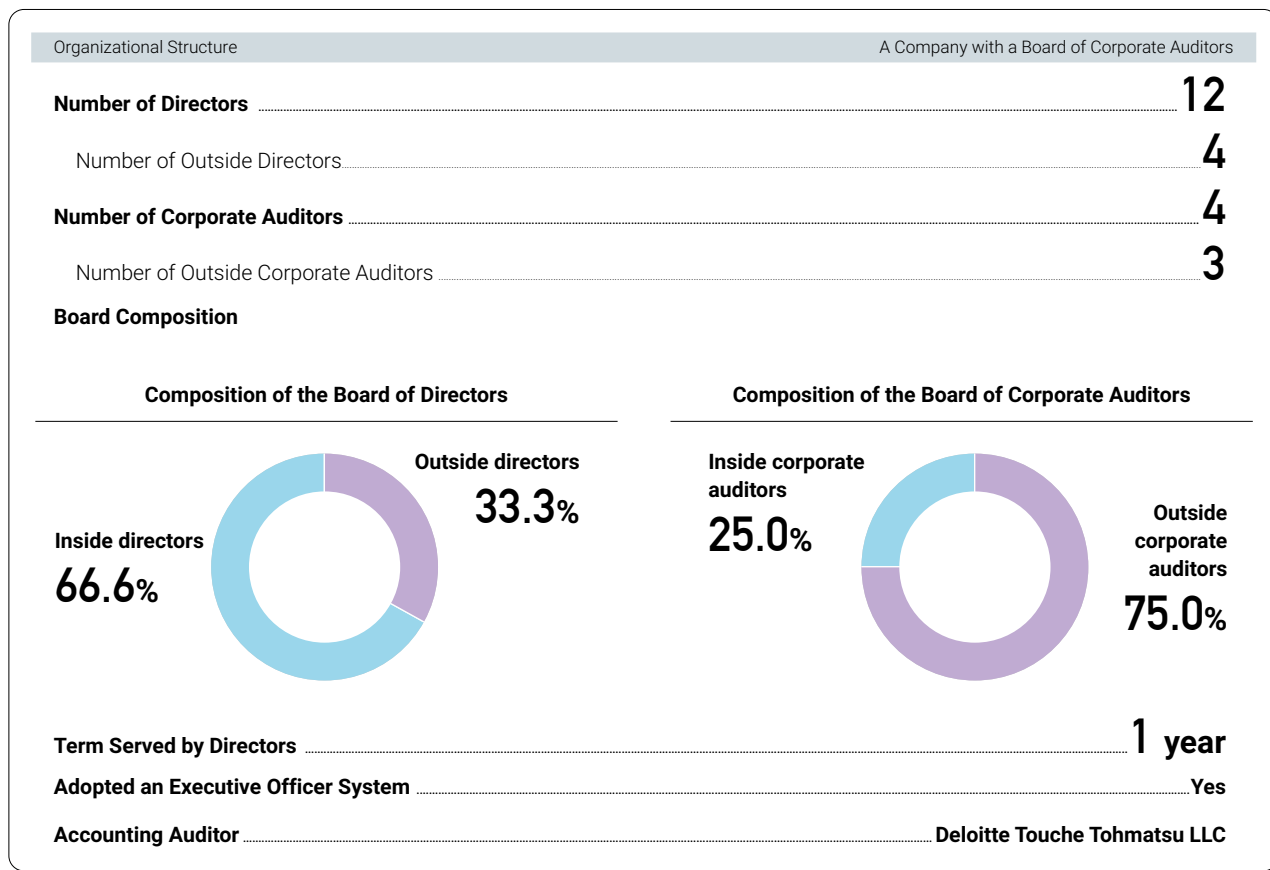 Organizational Structure A Company with a Board of Corporate Auditors
Number of Directors 12
Number of Outside Directors 4
Number of Corporate Auditors 4
Number of Outside Corporate Auditors 3
Board Composition
Composition of the Board of Directors
Inside directors
66.6%
Outside directors
33.3%
Composition of the Board of Corporate Auditors
Inside corporate
auditors
25.0%
Outside
corporate
auditors
75.0%
Term Served by Directors 1 year
Adopted an Executive Officer System Yes
Accounting Auditor Deloitte Touche Tohmatsu LLC